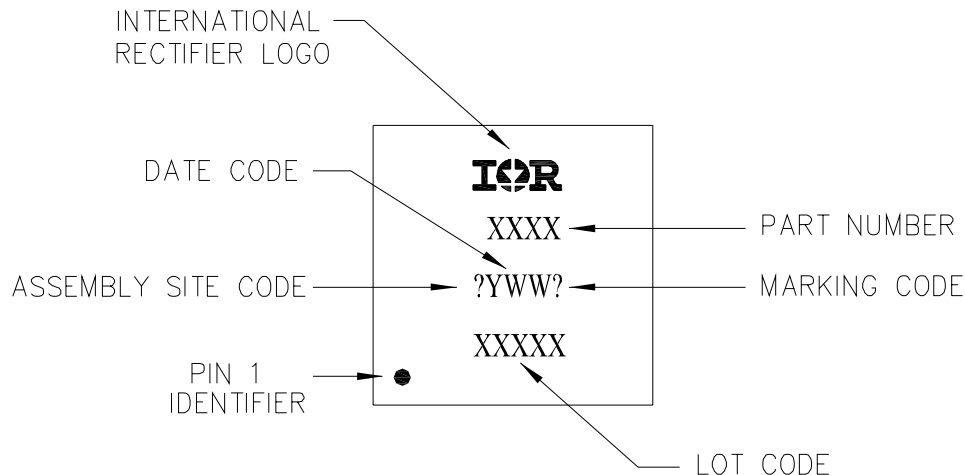 INTERNATIONAL
RECTIFIER LOGO
IOR
DATE CODE
XXXX
PART NUMBER
ASSEMBLY SITE CODE
?YWW?
MARKING CODE
XXXXX
PIN 1
IDENTIFIER
LOT CODE